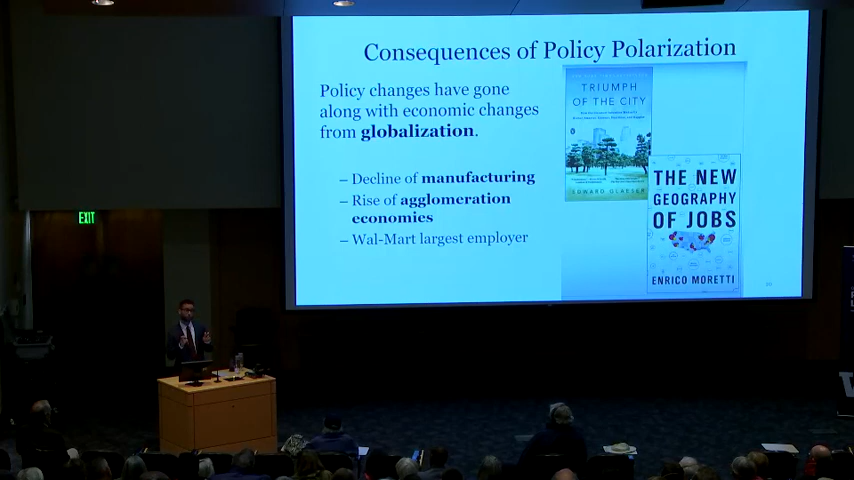 Consequences of Policy Polarization
Policy changes have gone
along with economic changes
from globalization.
– Decline of manufacturing
– Rise of agglomeration
economies
– Wal-Mart largest employer
TRIUMPH
OF THE CITY
EDWARD GLAESER
THE NEW
GEOGRAPHY
OF JOBS
ENRICO MORETTI
EXIT